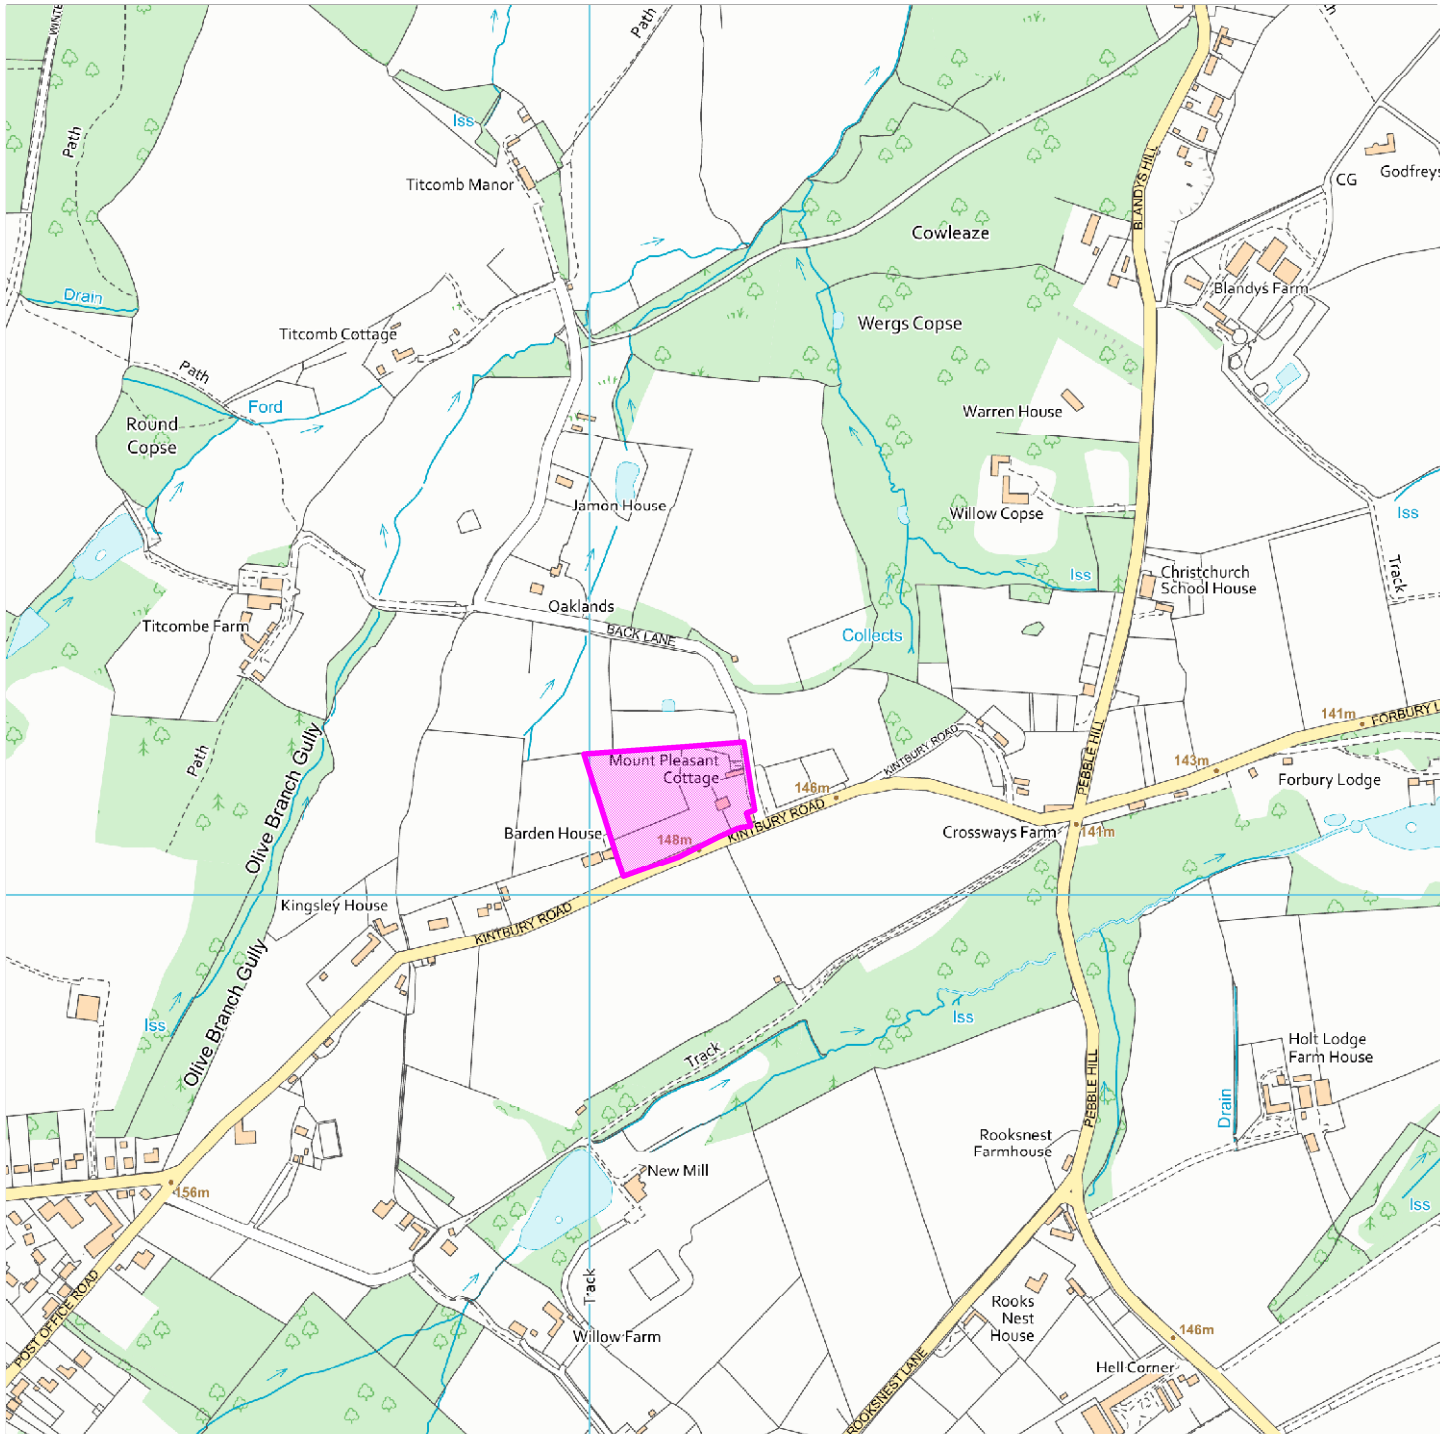 Path
Path
Iss
Titcomb Manor
CG
Godfreys
BLANDYS HILL
Cowleaze
Drain
Blandys Farm
Titcomb Cottage
Wergs Copse
Path
Ford
Round
Copse
Warren House
Jamon House
Willow Copse
Iss
Track
Christchurch
School House
Iss
Oaklands
Titcombe Farm
BACK LANE
Collects
Path
Olive Branch Gully
141m
FORBURY L
PEBBLE HILL
KINTBURY ROAD
Mount Pleasant
Cottage
143m
146m
Forbury Lodge
Barden House
148m
KINTBURY ROAD
Crossways Farm
141m
Kingsley House
KINTBURY ROAD
Olive Branch Gully
Iss
Iss
Track
Holt Lodge
Farm House
PEBBLE HILL
Drain
Rooksnest
Farmhouse
New Mill
156m
Iss
Track
POST OFFICE ROAD
Rooks
Nest
House
Willow Farm
146m
Hell Corner
ROOKSNEST LANE